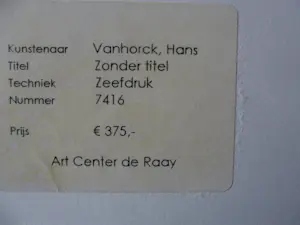 Kunstenaar Vanhorck, Hans
Titel Zonder titel
Techniek Zeefdruk
Nummer 7416
Prijs € 375,-
Art Center de Raay